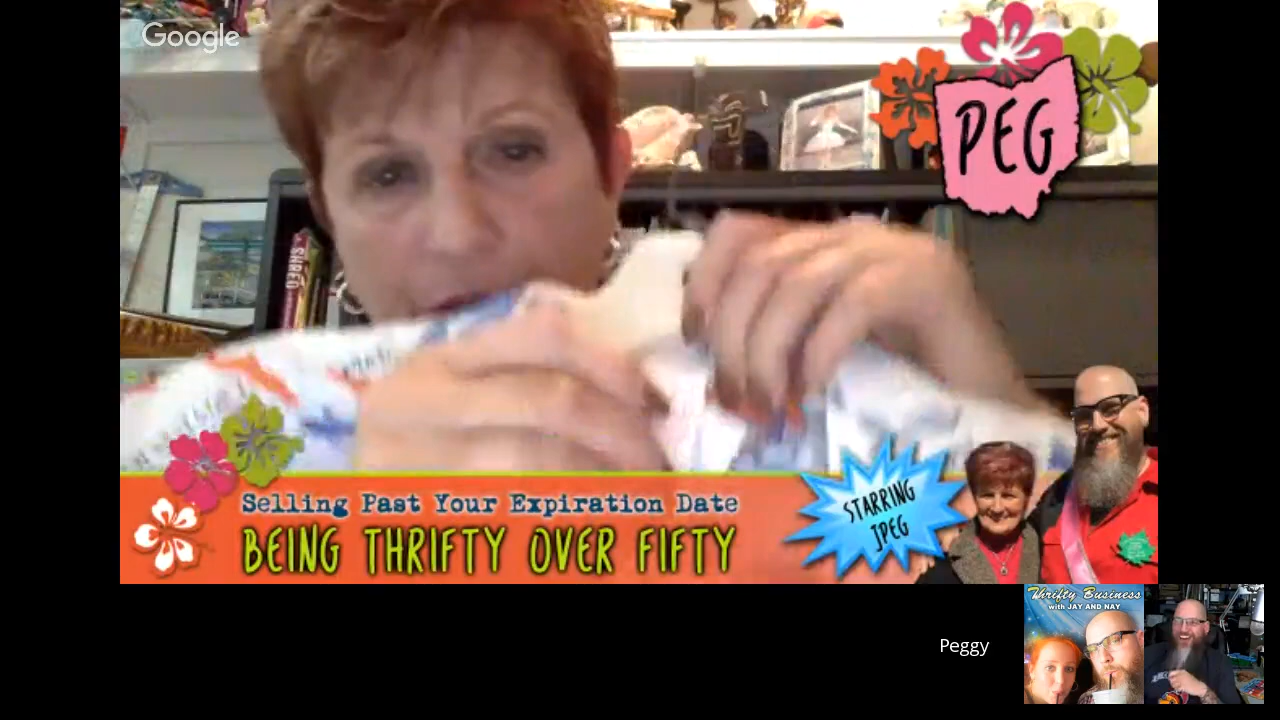 Google
PEG
SHRED
Selling Past Your Expiration Date
BEING THRIFTY OVER FIFTY
STARRING
JPEG
Peggy
Thrifty Business
with JAY AND NAY